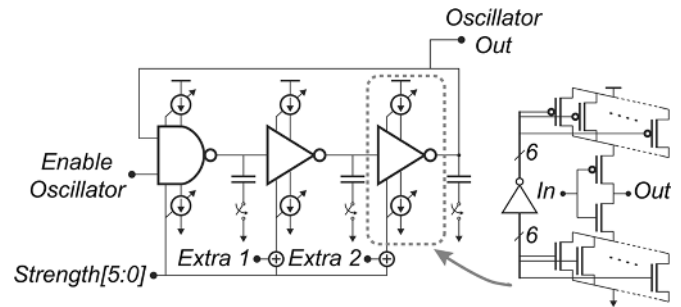 Oscillator
Out
Enable
Oscillator
6
In
Out
6
Extra 1
Extra 2
Strength[5:0]